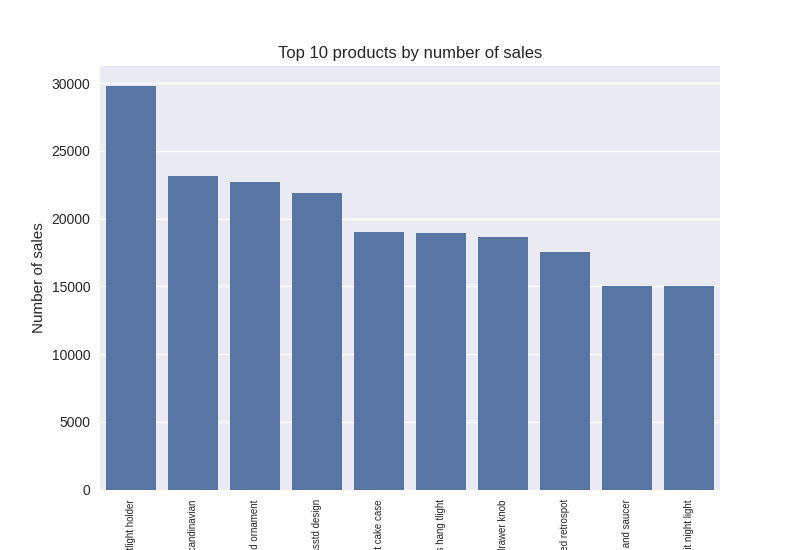 Top 10 products by number of sales
Number of sales
30000
25000
20000
15000
10000
5000
0
tlight holder
candinavian
d ornament
sstd design
t cake case
s hang tlight
drawer knob
ed retrospot
and saucer
it night light